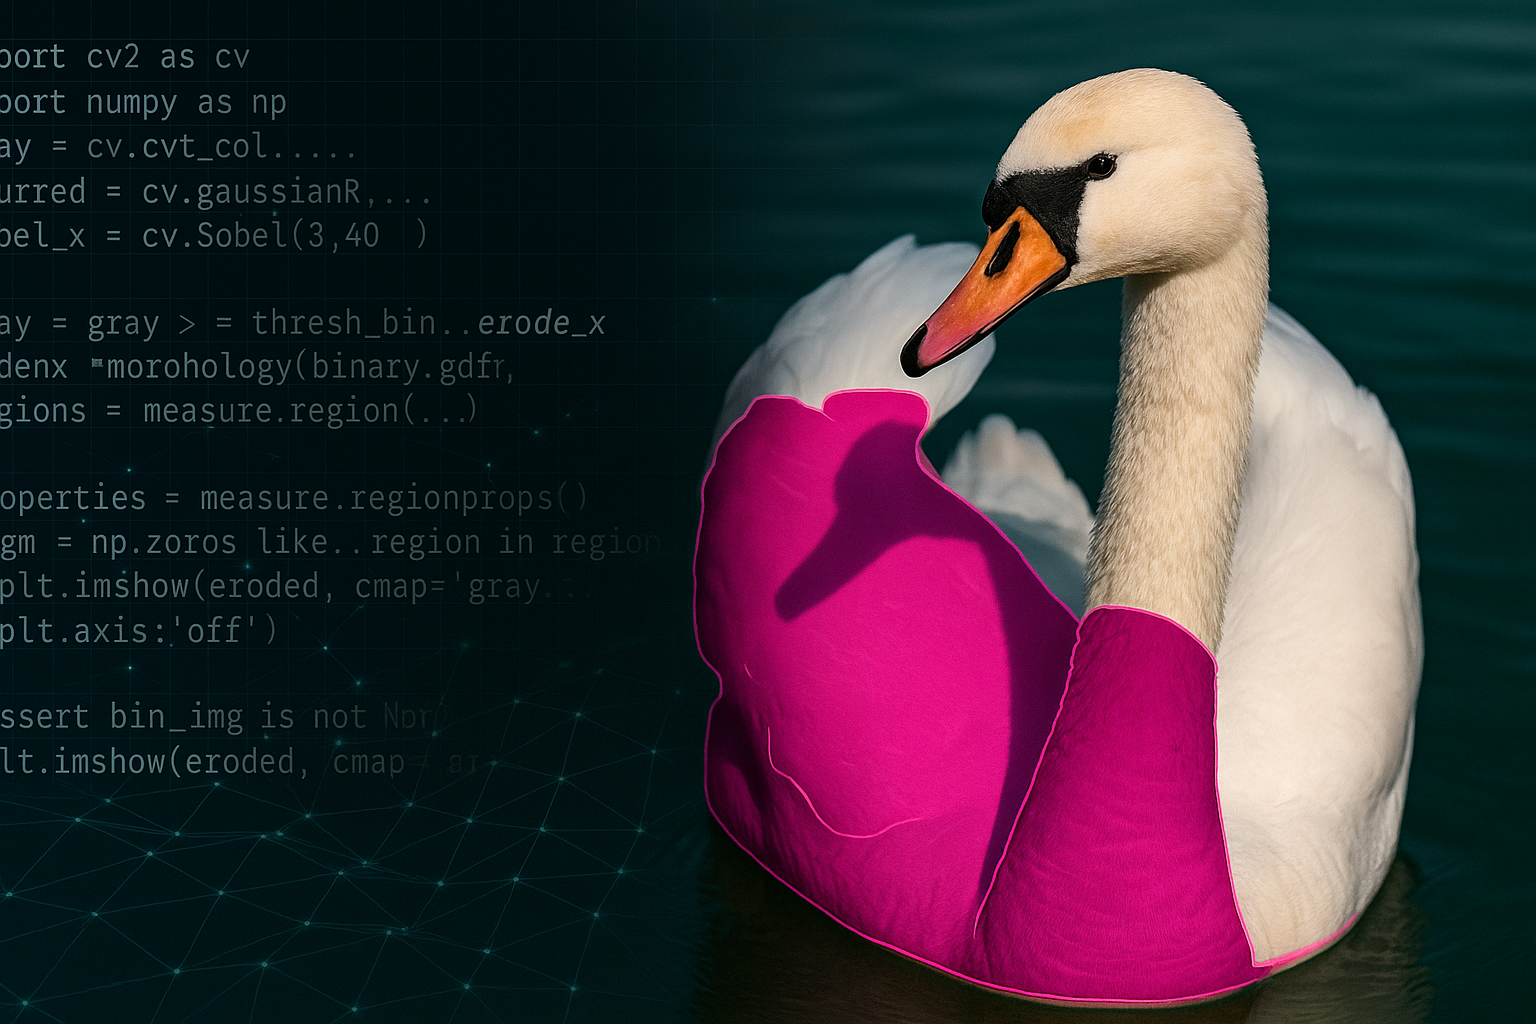 port cv2 as cv
port numpy as np
ay = cv.cvt_col.....
urred = cv.gaussianR,...
bel_x = cv.Sobel(3,40 )
ay = gray > = thresh_bin..erode_x
denx morohology(binary.gdfr,
gions = measure.region(...)
operties = measure.regionprops()
gm = np.zoros like..region in region
plt.imshow(eroded, cmap='gray.
plt.axis:'off')
ssert bin_img is not
lt.imshow(eroded, cmap